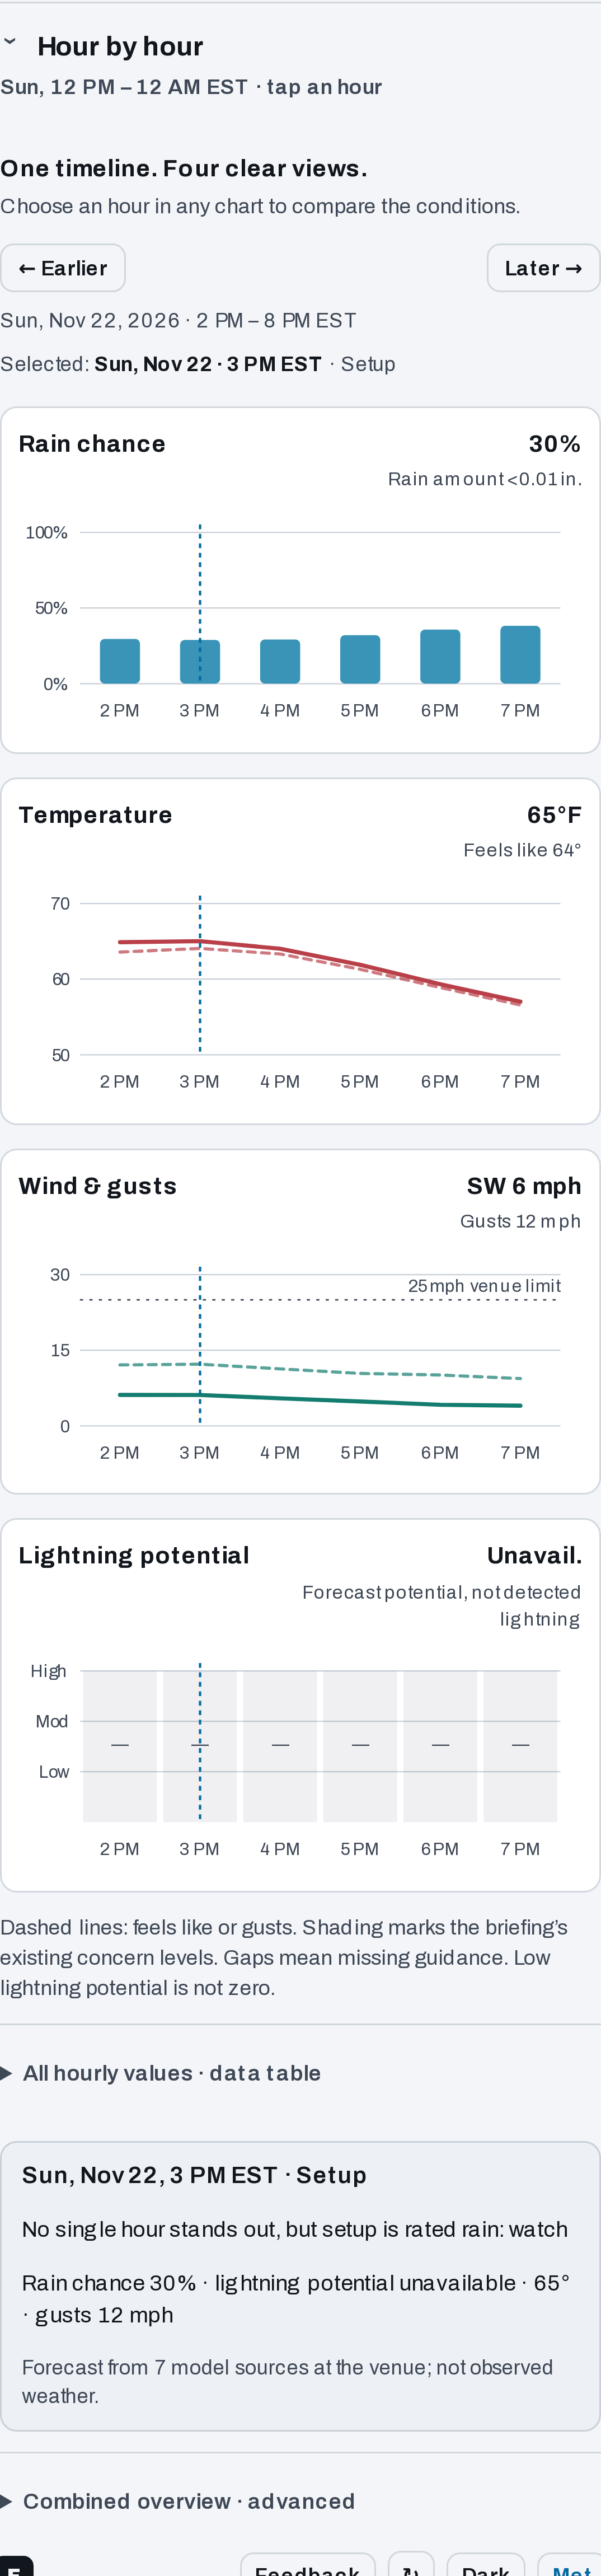 Hour by hour
Sun, 12 PM – 12 AM EST · tap an hour
One timeline. Four clear views.
Choose an hour in any chart to compare the conditions.
← Earlier
Later →
Sun, Nov 22, 2026 · 2 PM – 8 PM EST
Selected: Sun, Nov 22 · 3 PM EST · Setup
Rain chance
30%
Rain amount <0.01 in.
100%
50%
0%
2 PM 3 PM 4 PM 5 PM 6 PM 7 PM
Temperature
65°F
Feels like 64°
70
60
50
2 PM 3 PM 4 PM 5 PM 6 PM 7 PM
Wind & gusts
SW 6 mph
Gusts 12 mph
30
25 mph venue limit
15
0
2 PM 3 PM 4 PM 5 PM 6 PM 7 PM
Lightning potential
Unavail.
Forecast potential, not detected
lightning
High
Mod
— — — — — —
Low
2 PM 3 PM 4 PM 5 PM 6 PM 7 PM
Dashed lines: feels like or gusts. Shading marks the briefing’s
existing concern levels. Gaps mean missing guidance. Low
lightning potential is not zero.
All hourly values · data table
Sun, Nov 22, 3 PM EST · Setup
No single hour stands out, but setup is rated rain: watch
Rain chance 30% · lightning potential unavailable · 65°
· gusts 12 mph
Forecast from 7 model sources at the venue; not observed
weather.
Combined overview · advanced
Feedback ↻ Dark Met